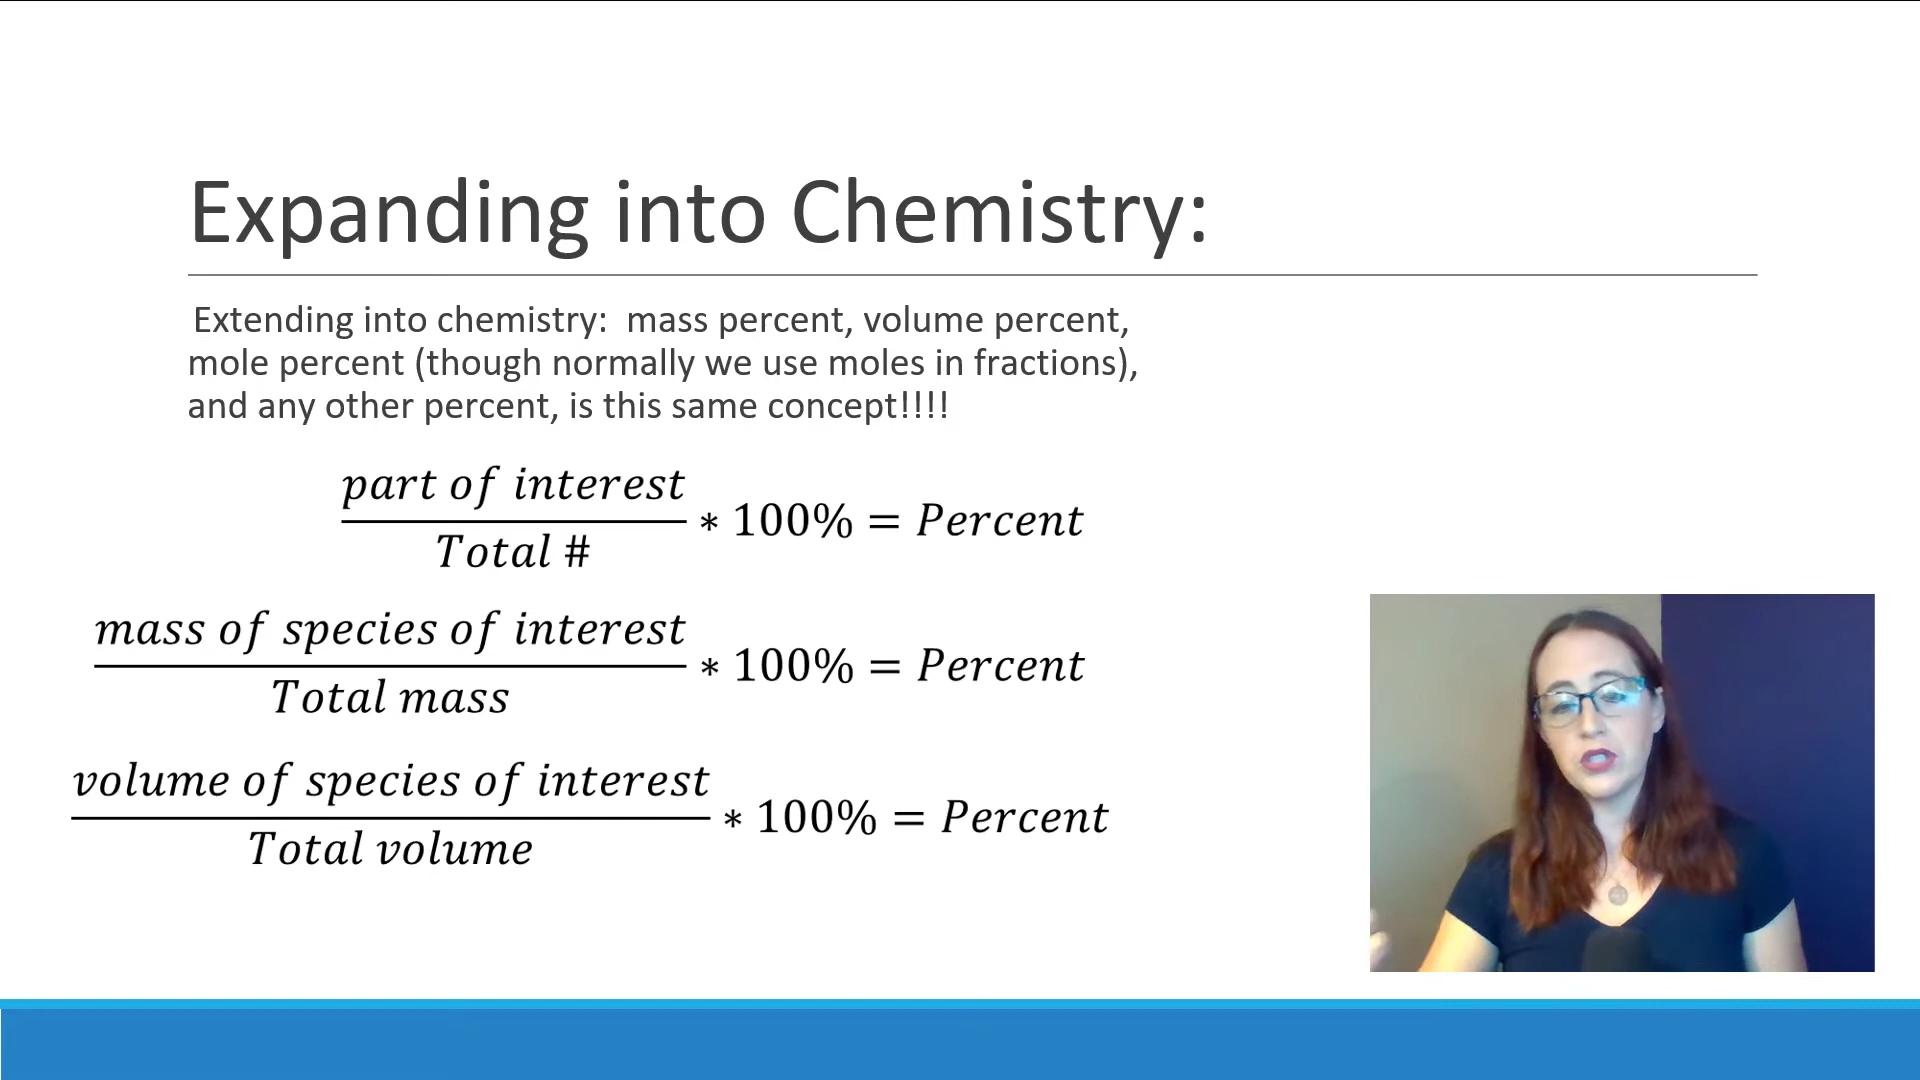 Expanding into Chemistry:
Extending into chemistry:  mass percent, volume percent,
mole percent (though normally we use moles in fractions),
and any other percent, is this same concept!!!!
part of interest
Total #
* 100% = Percent
mass of species of interest
Total mass
* 100% = Percent
volume of species of interest
Total volume
* 100% = Percent